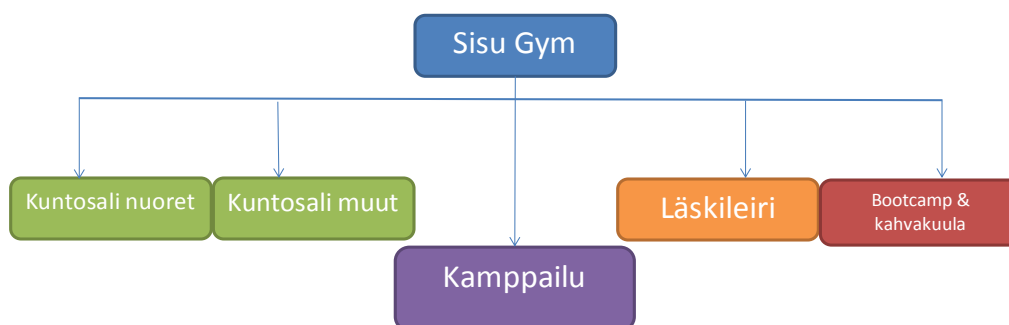 Sisu Gym
Kuntosali nuoret
Kuntosali muut
Läskileiri
Bootcamp &
kahvakuula
Kamppailu